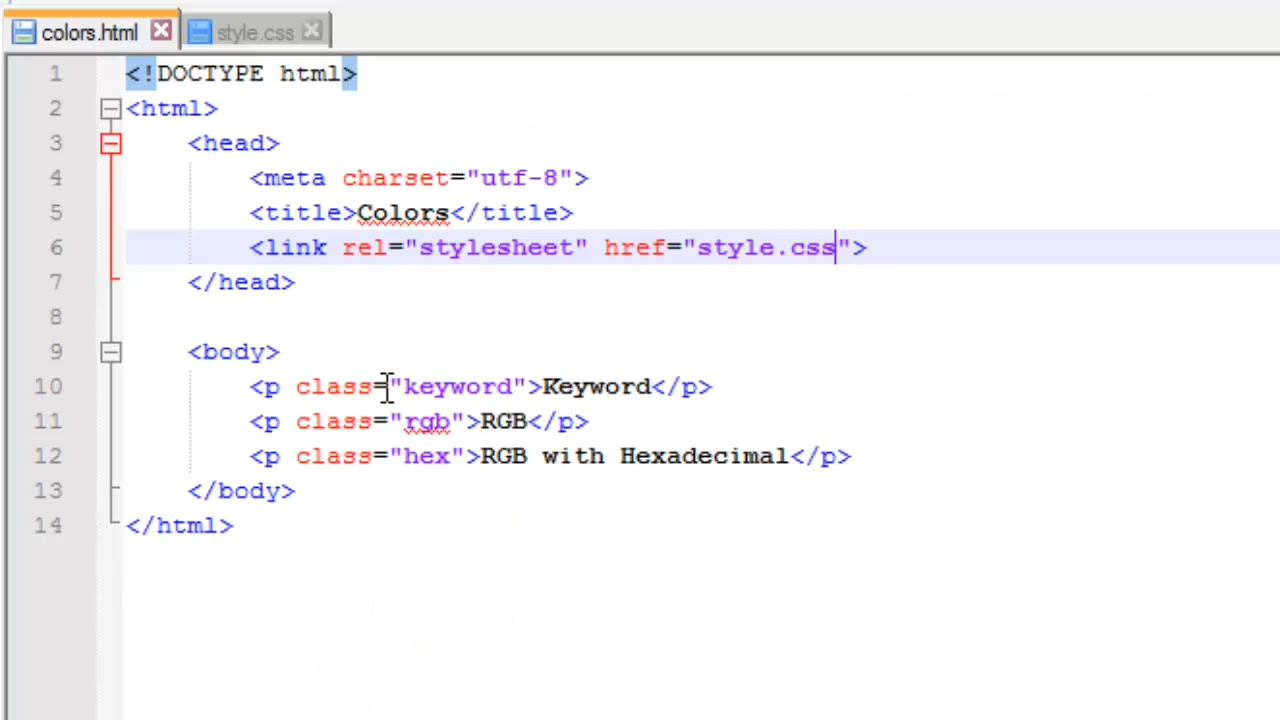 colors.html style.css
1 <!DOCTYPE html>
2 <html>
3 <head>
4 <meta charset="utf-8">
5 <title>Colors</title>
6 <link rel="stylesheet" href="style.css">
7 </head>
8
9 <body>
10 <p class="keyword">Keyword</p>
11 <p class="rgb">RGB</p>
12 <p class="hex">RGB with Hexadecimal</p>
13 </body>
14 </html>